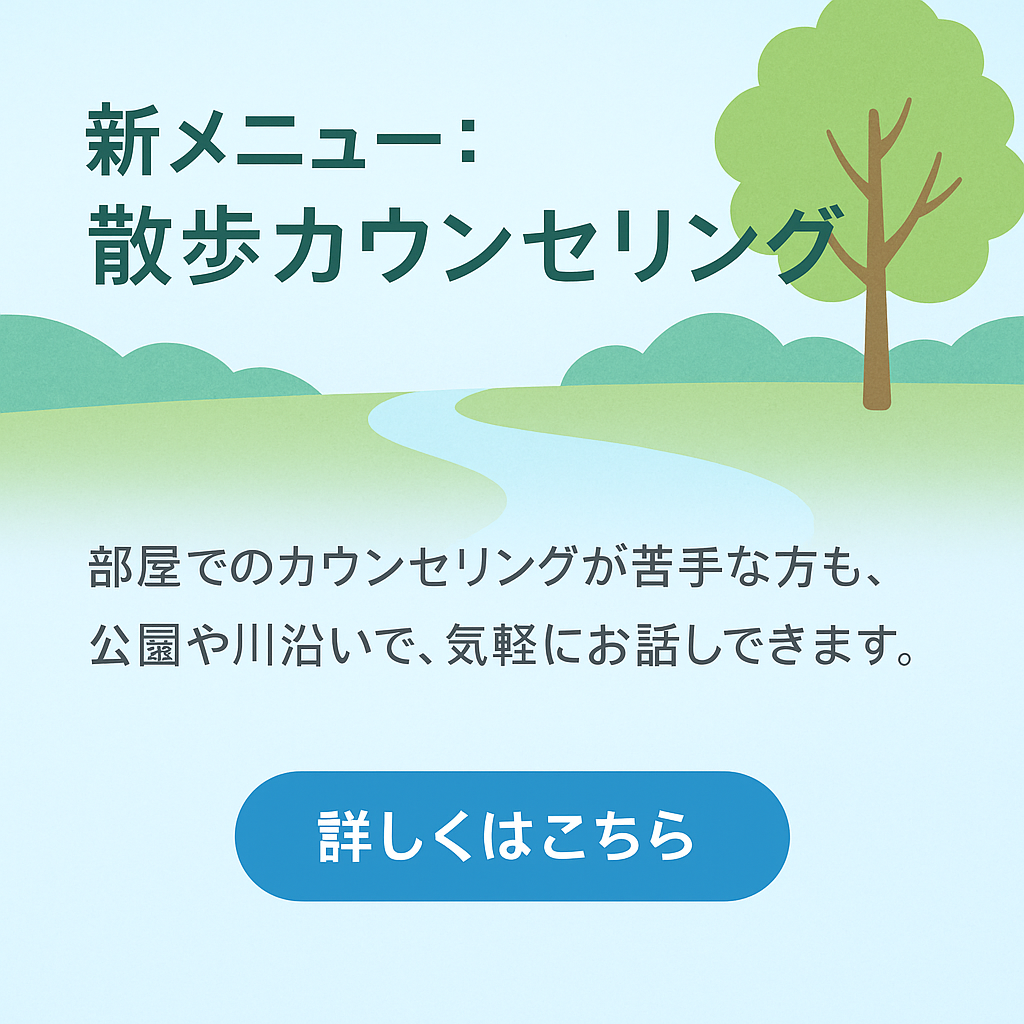 新メニュー：
散歩カウンセリング
部屋でのカウンセリングが苦手な方も、
公や川沿いで、気軽にお話しできます。
詳しくはこちら